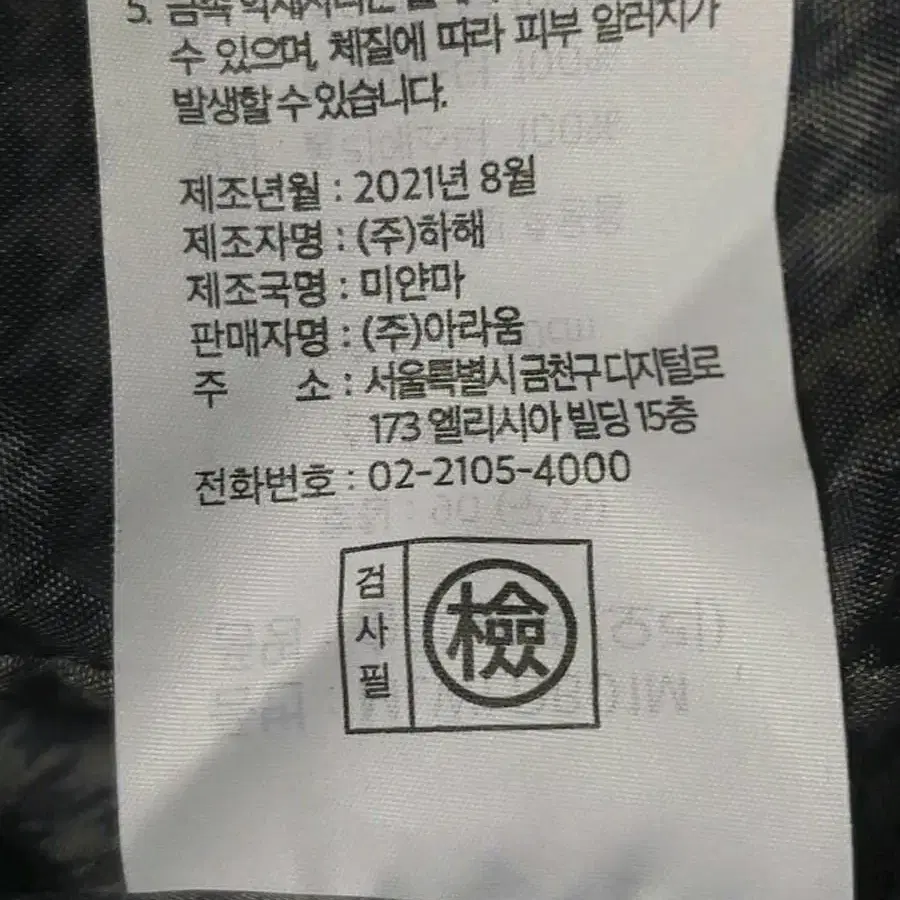 5. 금속
수 있으며, 체질에 따라 피부 알러지가
발생할 수 있습니다.
제조년월 : 2021년 8월
제조자명 : (주)하해
제조국명 : 미얀마
판매자명 : (주)아라움
주 소 : 서울특별시 금천구 디지털로
173 엘리시아 빌딩 15층
전화번호 : 02-2105-4000
검사필
檢